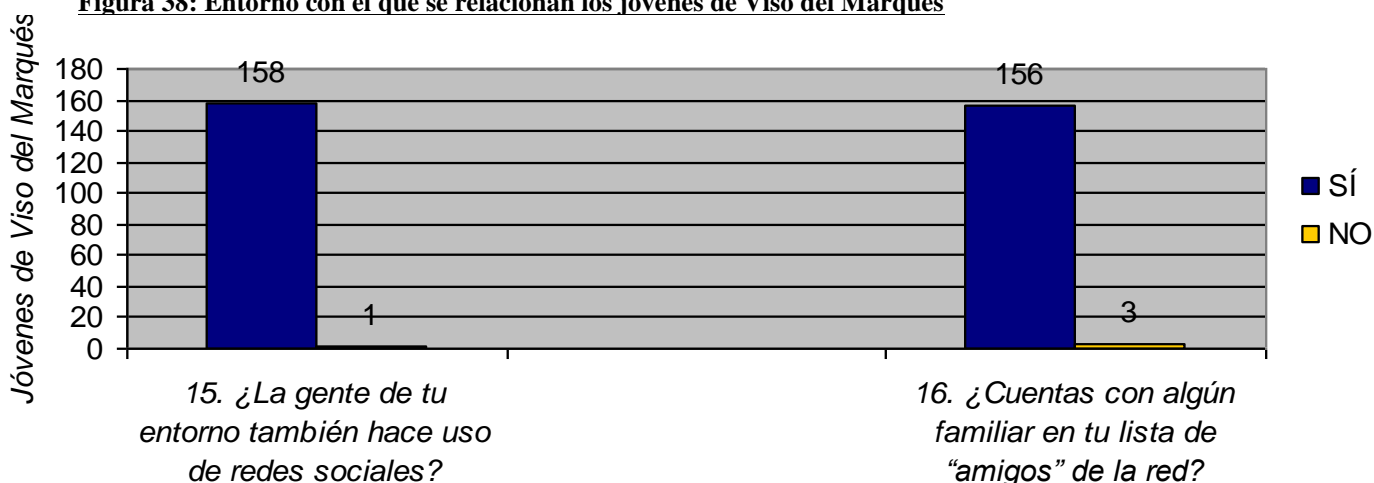 Figura 38: Entorno con el que se relacionan los jóvenes de Viso del Marqués
Jóvenes de Viso del Marqués
180
160
140
120
100
80
60
40
20
0
158
1
156
3
15. ¿La gente de tu
entorno también hace uso
de redes sociales?
16. ¿Cuentas con algún
familiar en tu lista de
“amigos” de la red?
SÍ
NO